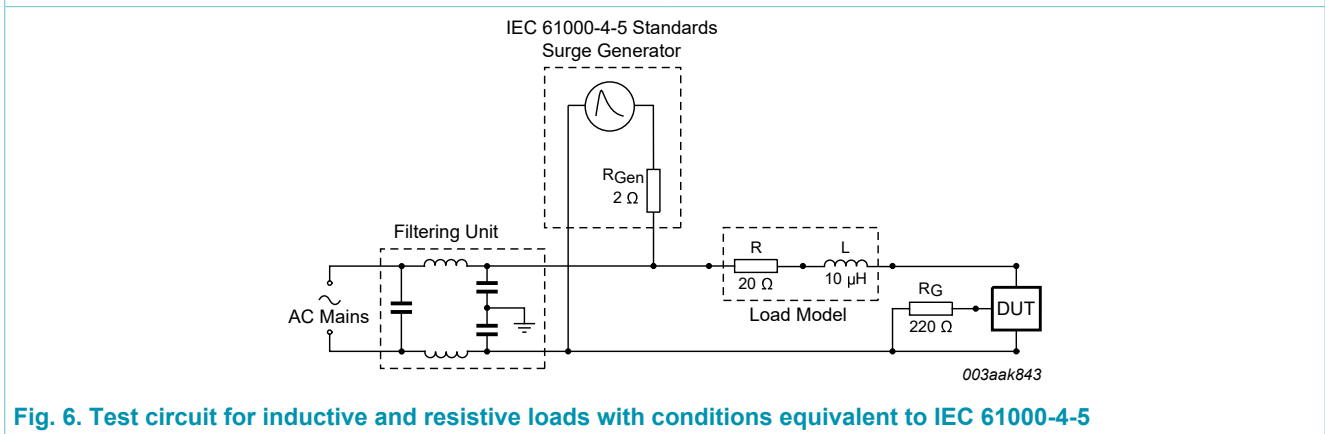 IEC 61000-4-5 Standards
Surge Generator
RGen
2 Ω
Filtering Unit
AC Mains
R
20 Ω
L
10 μH
Load Model
RG
220 Ω
DUT
003aak843
Fig. 6. Test circuit for inductive and resistive loads with conditions equivalent to IEC 61000-4-5